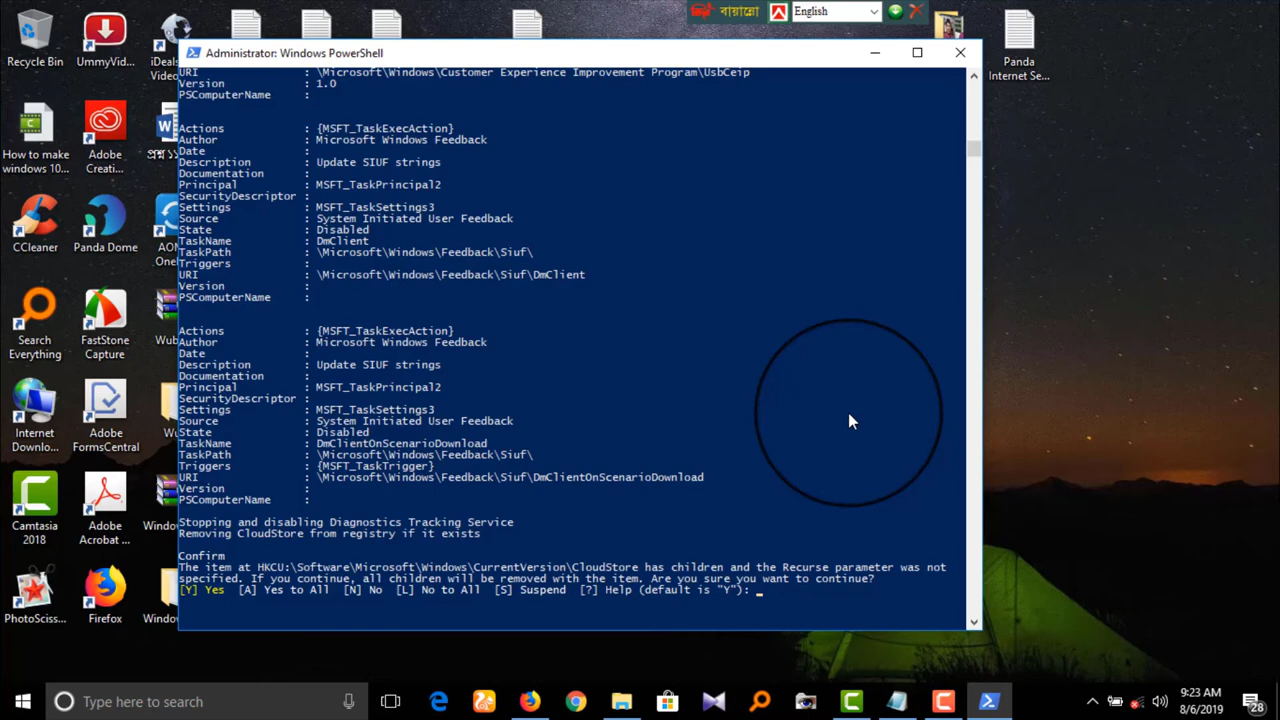 বায়ান্নো
English
Recycle Bin
UmmyVid...
iDeals
Video
Panda
Internet Se...
How to make
windows 10...
Adobe
Creati...
CCleaner
Panda Dome
AOM
OneI
Search
Everything
FastStone
Capture
Wub
Internet
Downlo...
Adobe
FormsCentral
Wu
Camtasia
2018
Adobe
Acrobat ...
Window
PhotoSciss...
Firefox
Window
Administrator: Windows PowerShell
URI : \Microsoft\Windows\Customer Experience Improvement Program\UsbCeip
Version : 1.0
PSComputerName :
Actions : {MSFT_TaskExecAction}
Author : Microsoft Windows Feedback
Date :
Description : Update SIUF strings
Documentation :
Principal : MSFT_TaskPrincipal2
SecurityDescriptor :
Settings : MSFT_TaskSettings3
Source : System Initiated User Feedback
State : Disabled
TaskName : DmClient
TaskPath : \Microsoft\Windows\Feedback\Siuf\
Triggers :
URI : \Microsoft\Windows\Feedback\Siuf\DmClient
Version :
PSComputerName :
Actions : {MSFT_TaskExecAction}
Author : Microsoft Windows Feedback
Date :
Description : Update SIUF strings
Documentation :
Principal : MSFT_TaskPrincipal2
SecurityDescriptor :
Settings : MSFT_TaskSettings3
Source : System Initiated User Feedback
State : Disabled
TaskName : DmClientOnScenarioDownload
TaskPath : \Microsoft\Windows\Feedback\Siuf\
Triggers : {MSFT_TaskTrigger}
URI : \Microsoft\Windows\Feedback\Siuf\DmClientOnScenarioDownload
Version :
PSComputerName :
Stopping and disabling Diagnostics Tracking Service
Removing CloudStore from registry if it exists
Confirm
The item at HKCU:\Software\Microsoft\Windows\CurrentVersion\CloudStore has children and the Recurse parameter was not
specified. If you continue, all children will be removed with the item. Are you sure you want to continue?
[Y] Yes [A] Yes to All [N] No [L] No to All [S] Suspend [?] Help (default is "Y"): _
Type here to search
9:23 AM
8/6/2019
28